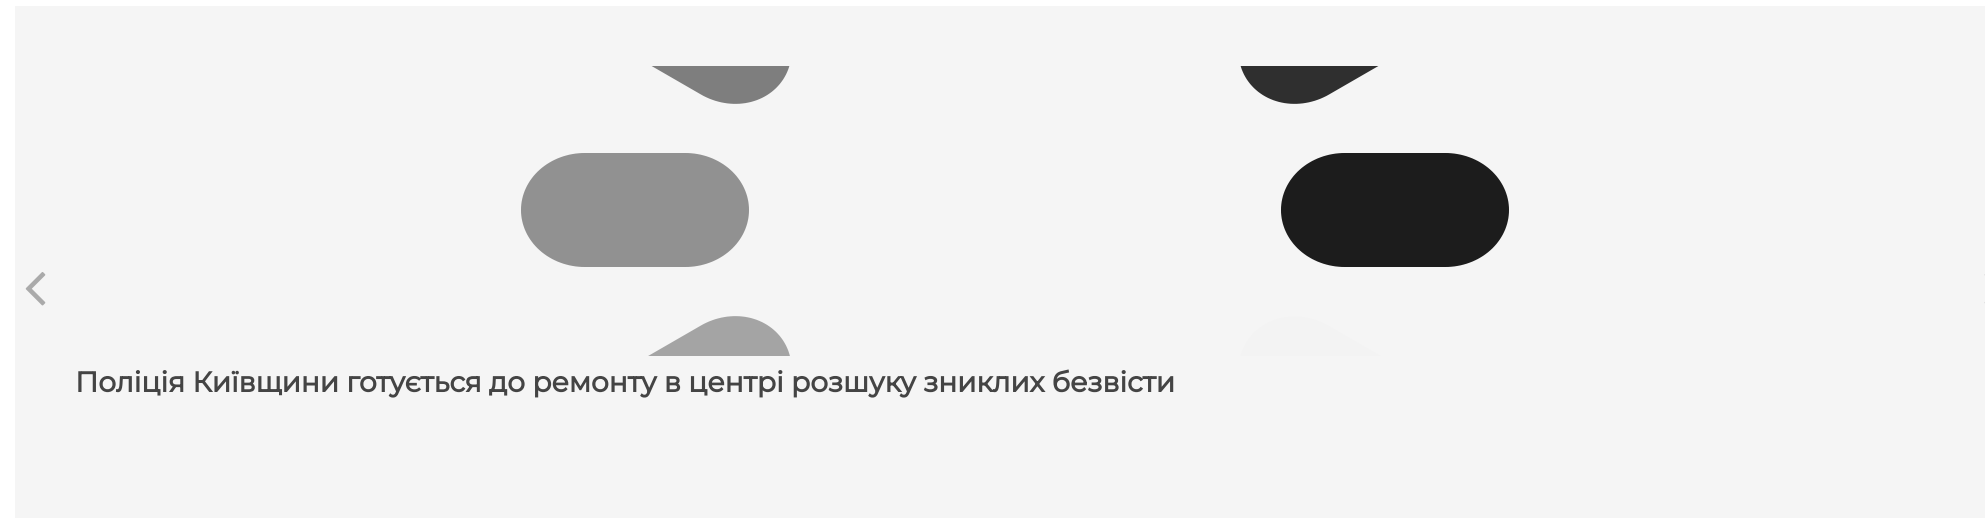 Поліція Київщини готується до ремонту в центрі розшуку зниклих безвісти